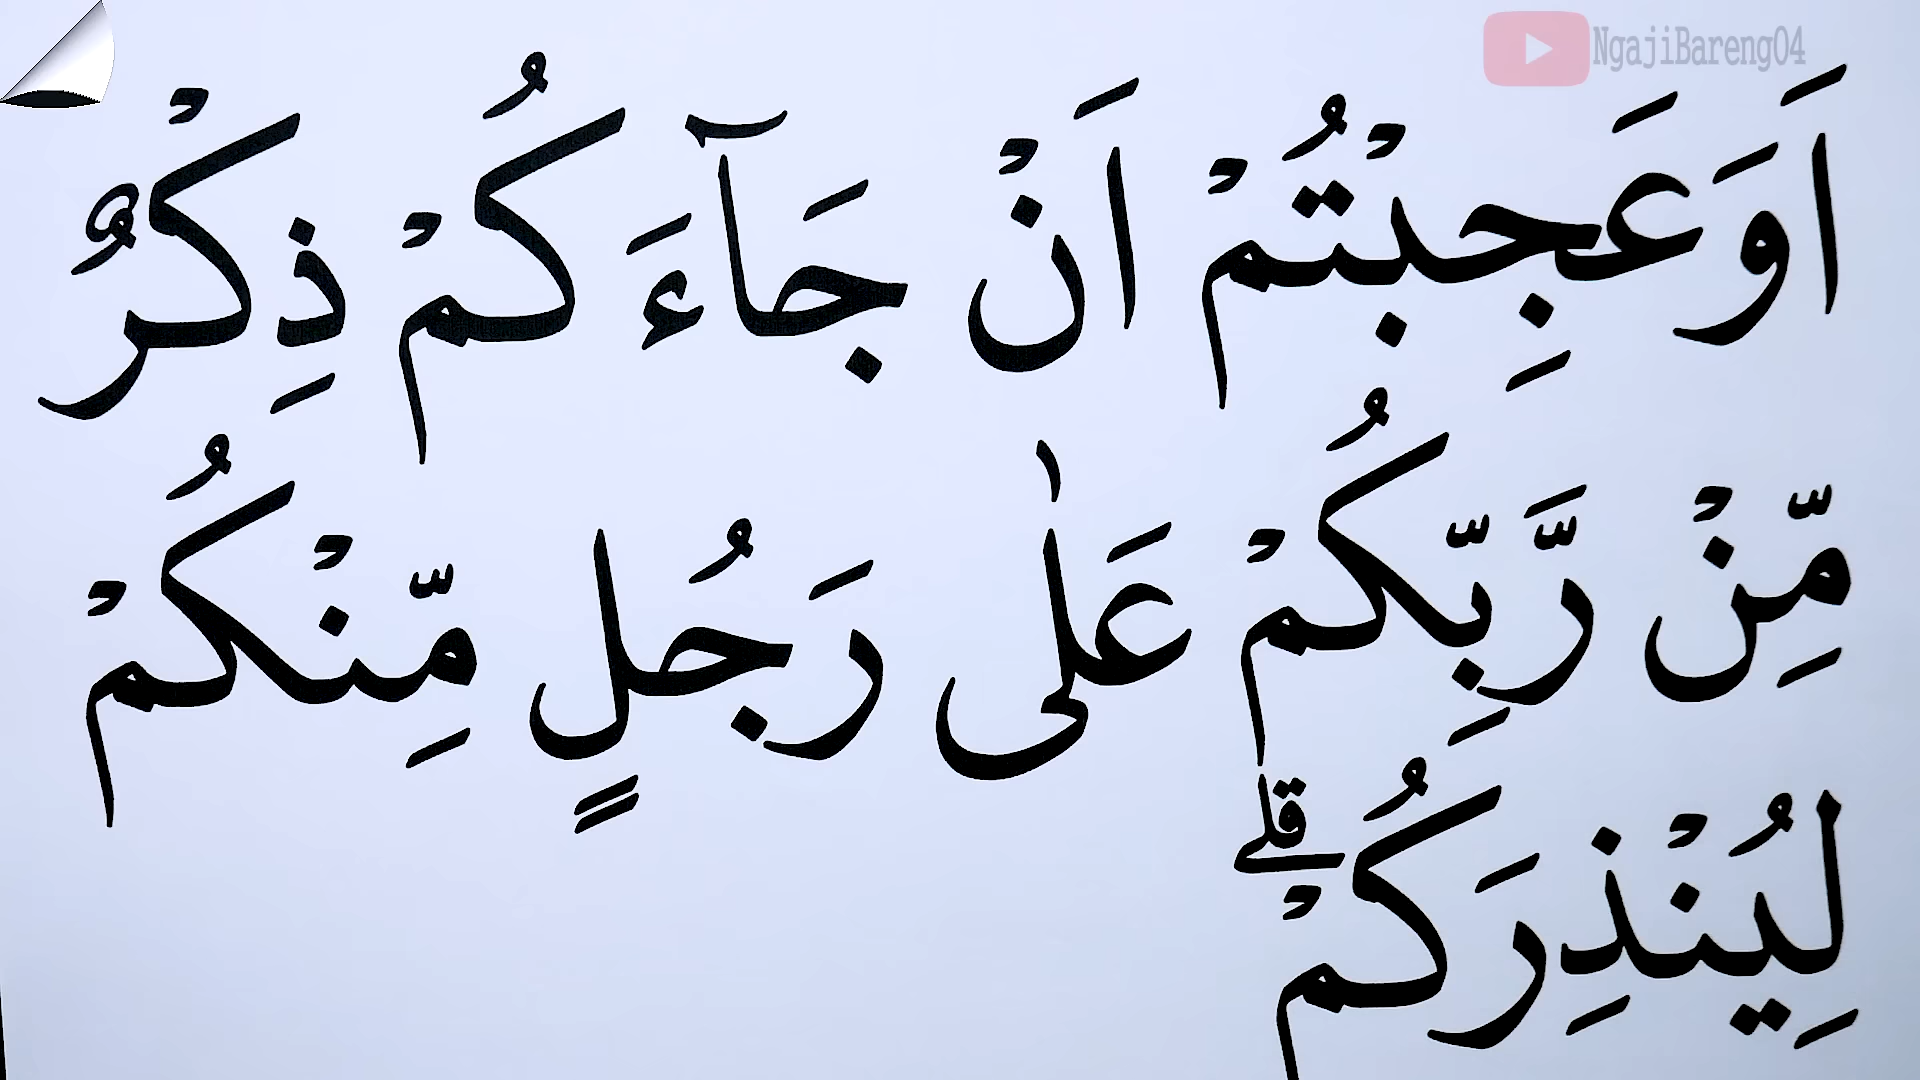 NgajiBareng04
اَوَعَجِبْتُمْ اَنْ جَآءَكُمْ ذِكْرٌ
مِّنْ رَّبِّكُمْ عَلٰى رَجُلٍ مِّنْكُمْ
لِيُنْذِرَكُمْ ۗ